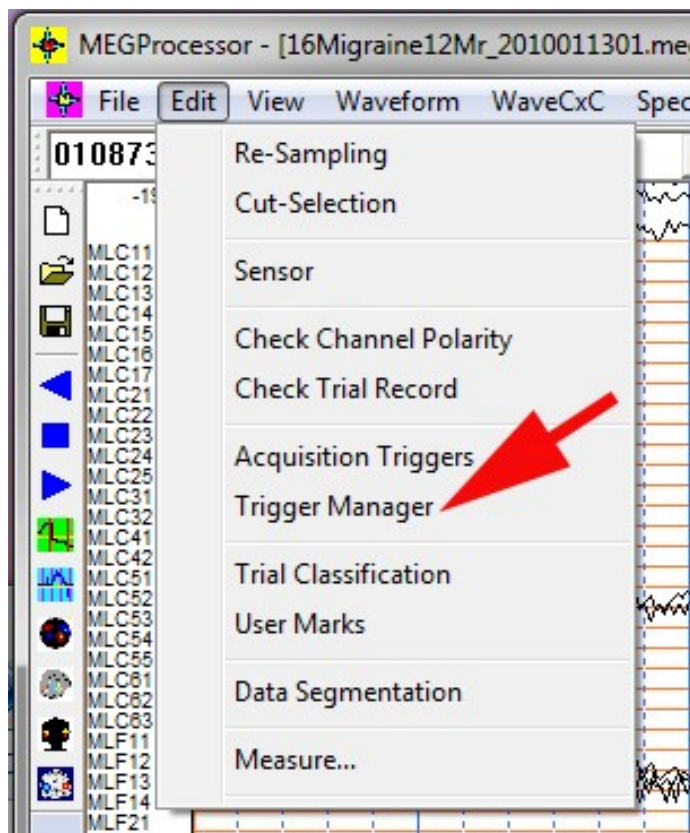 MEGProcessor - [16Migraine12Mr_2010011301.me
File Edit View Waveform WaveCxC Spec
010873
-19
Re-Sampling
Cut-Selection
Sensor
Check Channel Polarity
Check Trial Record
Acquisition Triggers
Trigger Manager
Trial Classification
User Marks
Data Segmentation
Measure...
MLC11
MLC12
MLC13
MLC14
MLC15
MLC16
MLC17
MLC21
MLC22
MLC23
MLC24
MLC25
MLC31
MLC32
MLC41
MLC42
MLC51
MLC52
MLC53
MLC54
MLC55
MLC61
MLC62
MLC63
MLF11
MLF12
MLF13
MLF14
MLF21